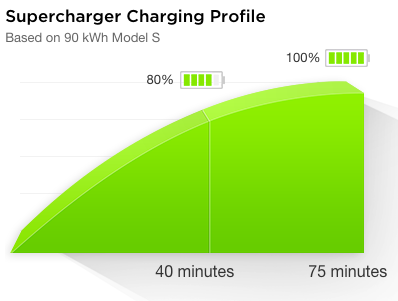 Supercharger Charging Profile
Based on 90 kWh Model S
100%
80%
40 minutes
75 minutes